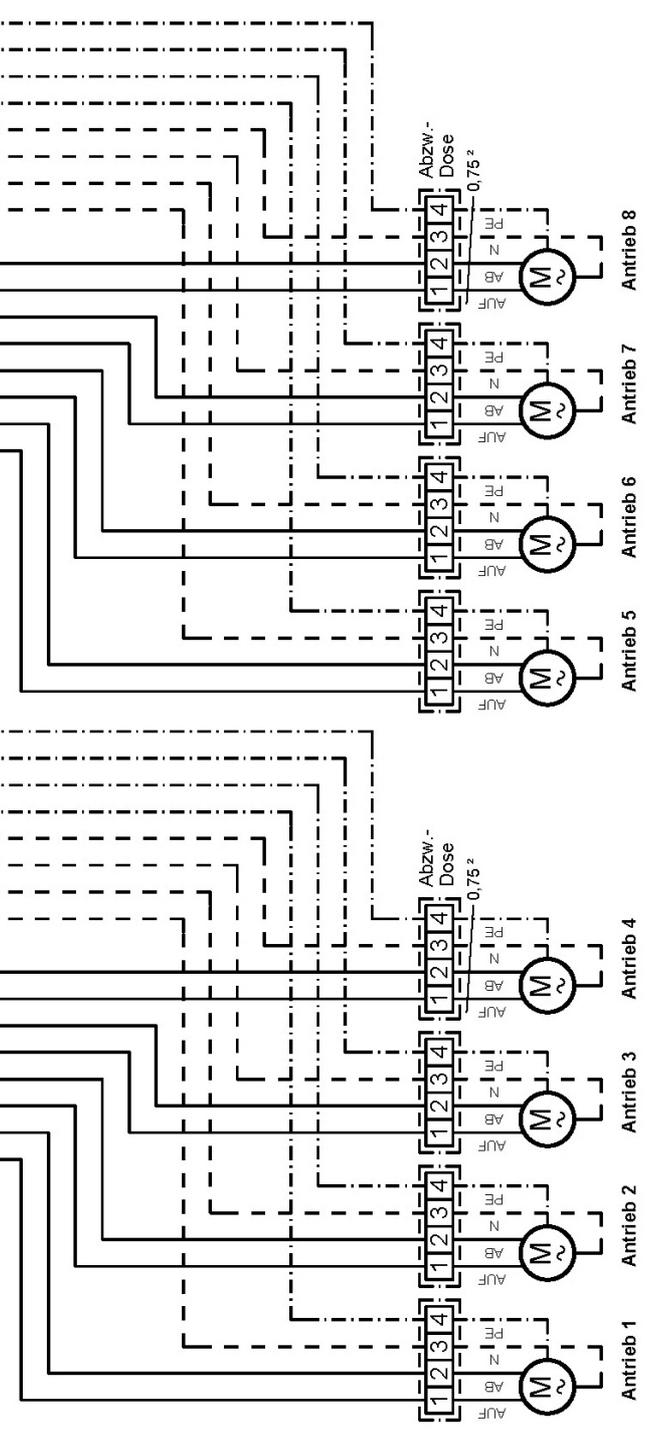 Abzw.-
Dose
0,75 ²
4 3 2 1
PE
N
AB
AUF
M
~
Antrieb 8
4 3 2 1
PE
N
AB
AUF
M
~
Antrieb 7
4 3 2 1
PE
N
AB
AUF
M
~
Antrieb 6
4 3 2 1
PE
N
AB
AUF
M
~
Antrieb 5
Abzw.-
Dose
0,75 ²
4 3 2 1
PE
N
AB
AUF
M
~
Antrieb 4
4 3 2 1
PE
N
AB
AUF
M
~
Antrieb 3
4 3 2 1
PE
N
AB
AUF
M
~
Antrieb 2
4 3 2 1
PE
N
AB
AUF
M
~
Antrieb 1